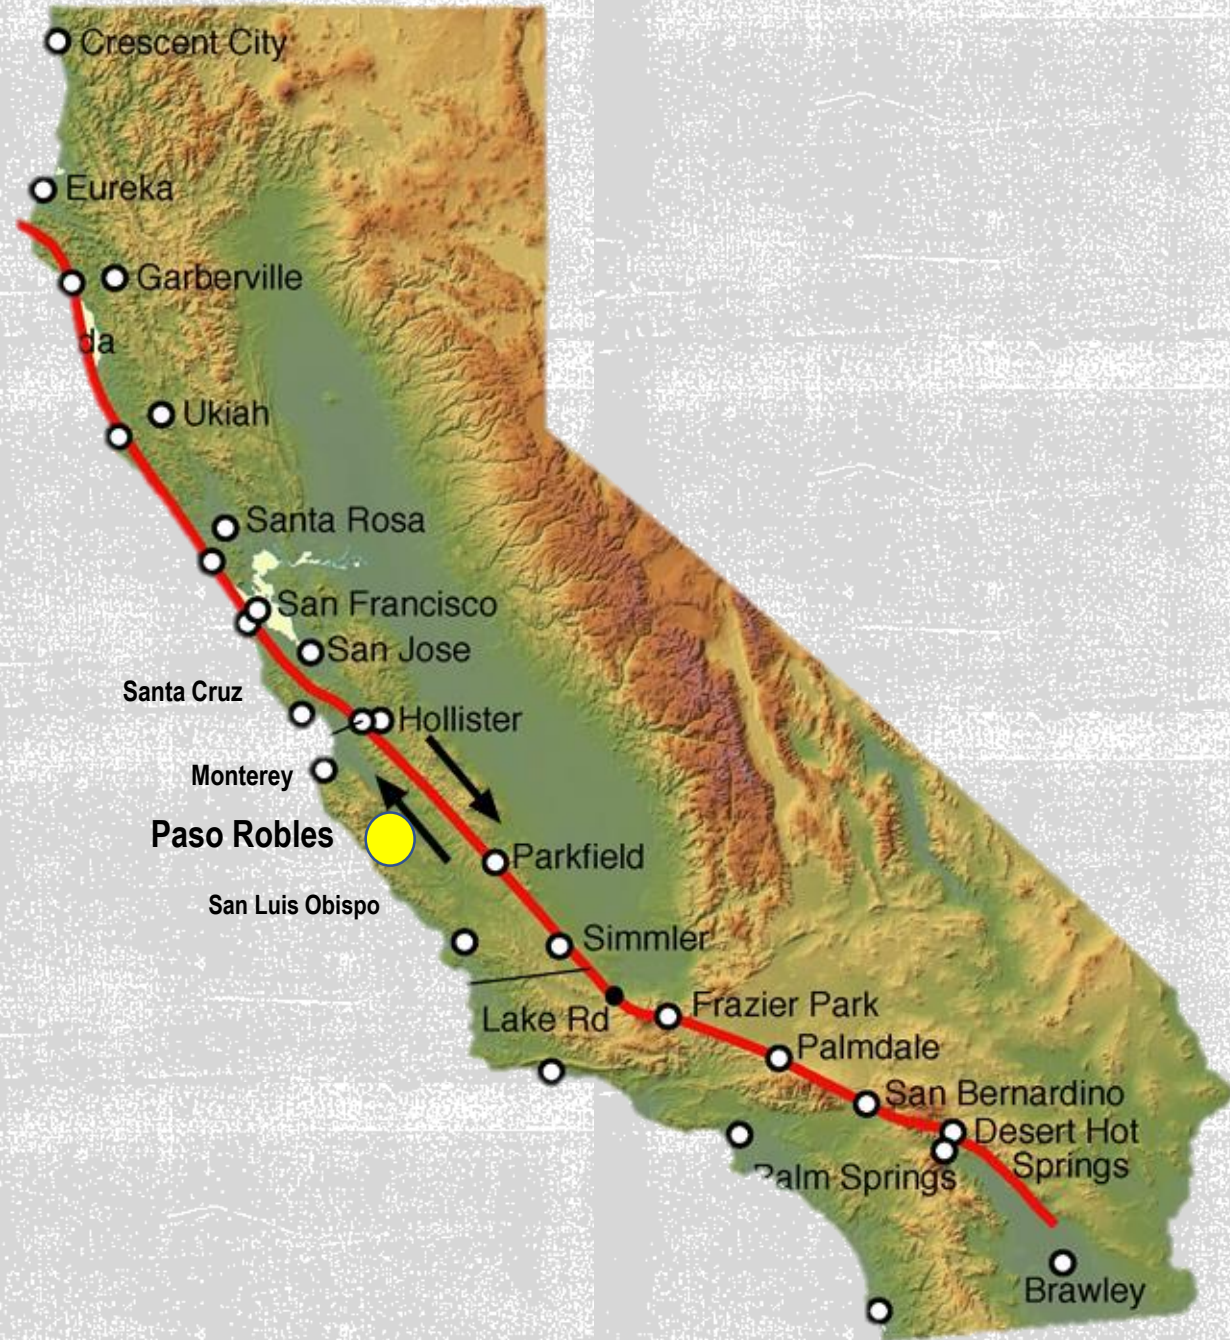 Crescent City
Eureka
Garberville
da
Ukiah
Santa Rosa
San Francisco
San Jose
Santa Cruz
Hollister
Monterey
Paso Robles
Parkfield
San Luis Obispo
Simmler
Frazier Park
Lake Rd
Palmdale
San Bernardino
Desert Hot
Springs
Palm Springs
Brawley